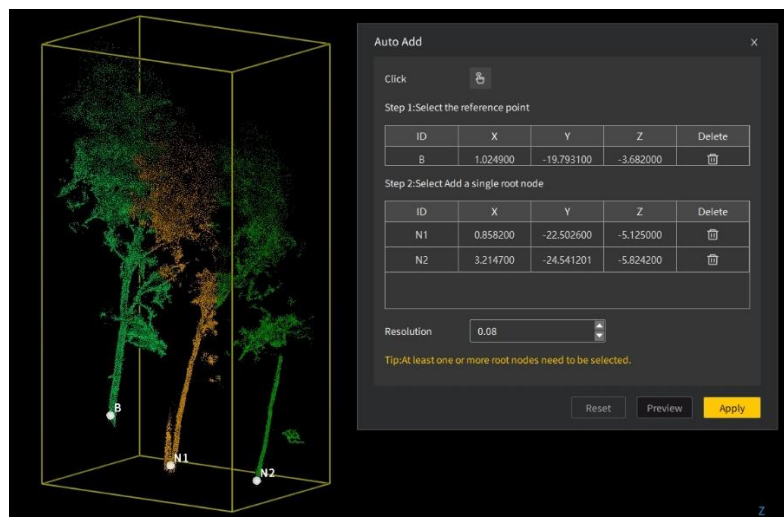 Auto Add
Click
Step 1:Select the reference point
ID X Y Z Delete
B 1.024900 -19.793100 -3.682000
Step 2:Select Add a single root node
ID X Y Z Delete
N1 0.858200 -22.502600 -5.125000
N2 3.214700 -24.541201 -5.824200
Resolution 0.08
Tip:At least one or more root nodes need to be selected.
Reset Preview Apply
B
N1
N2
Z